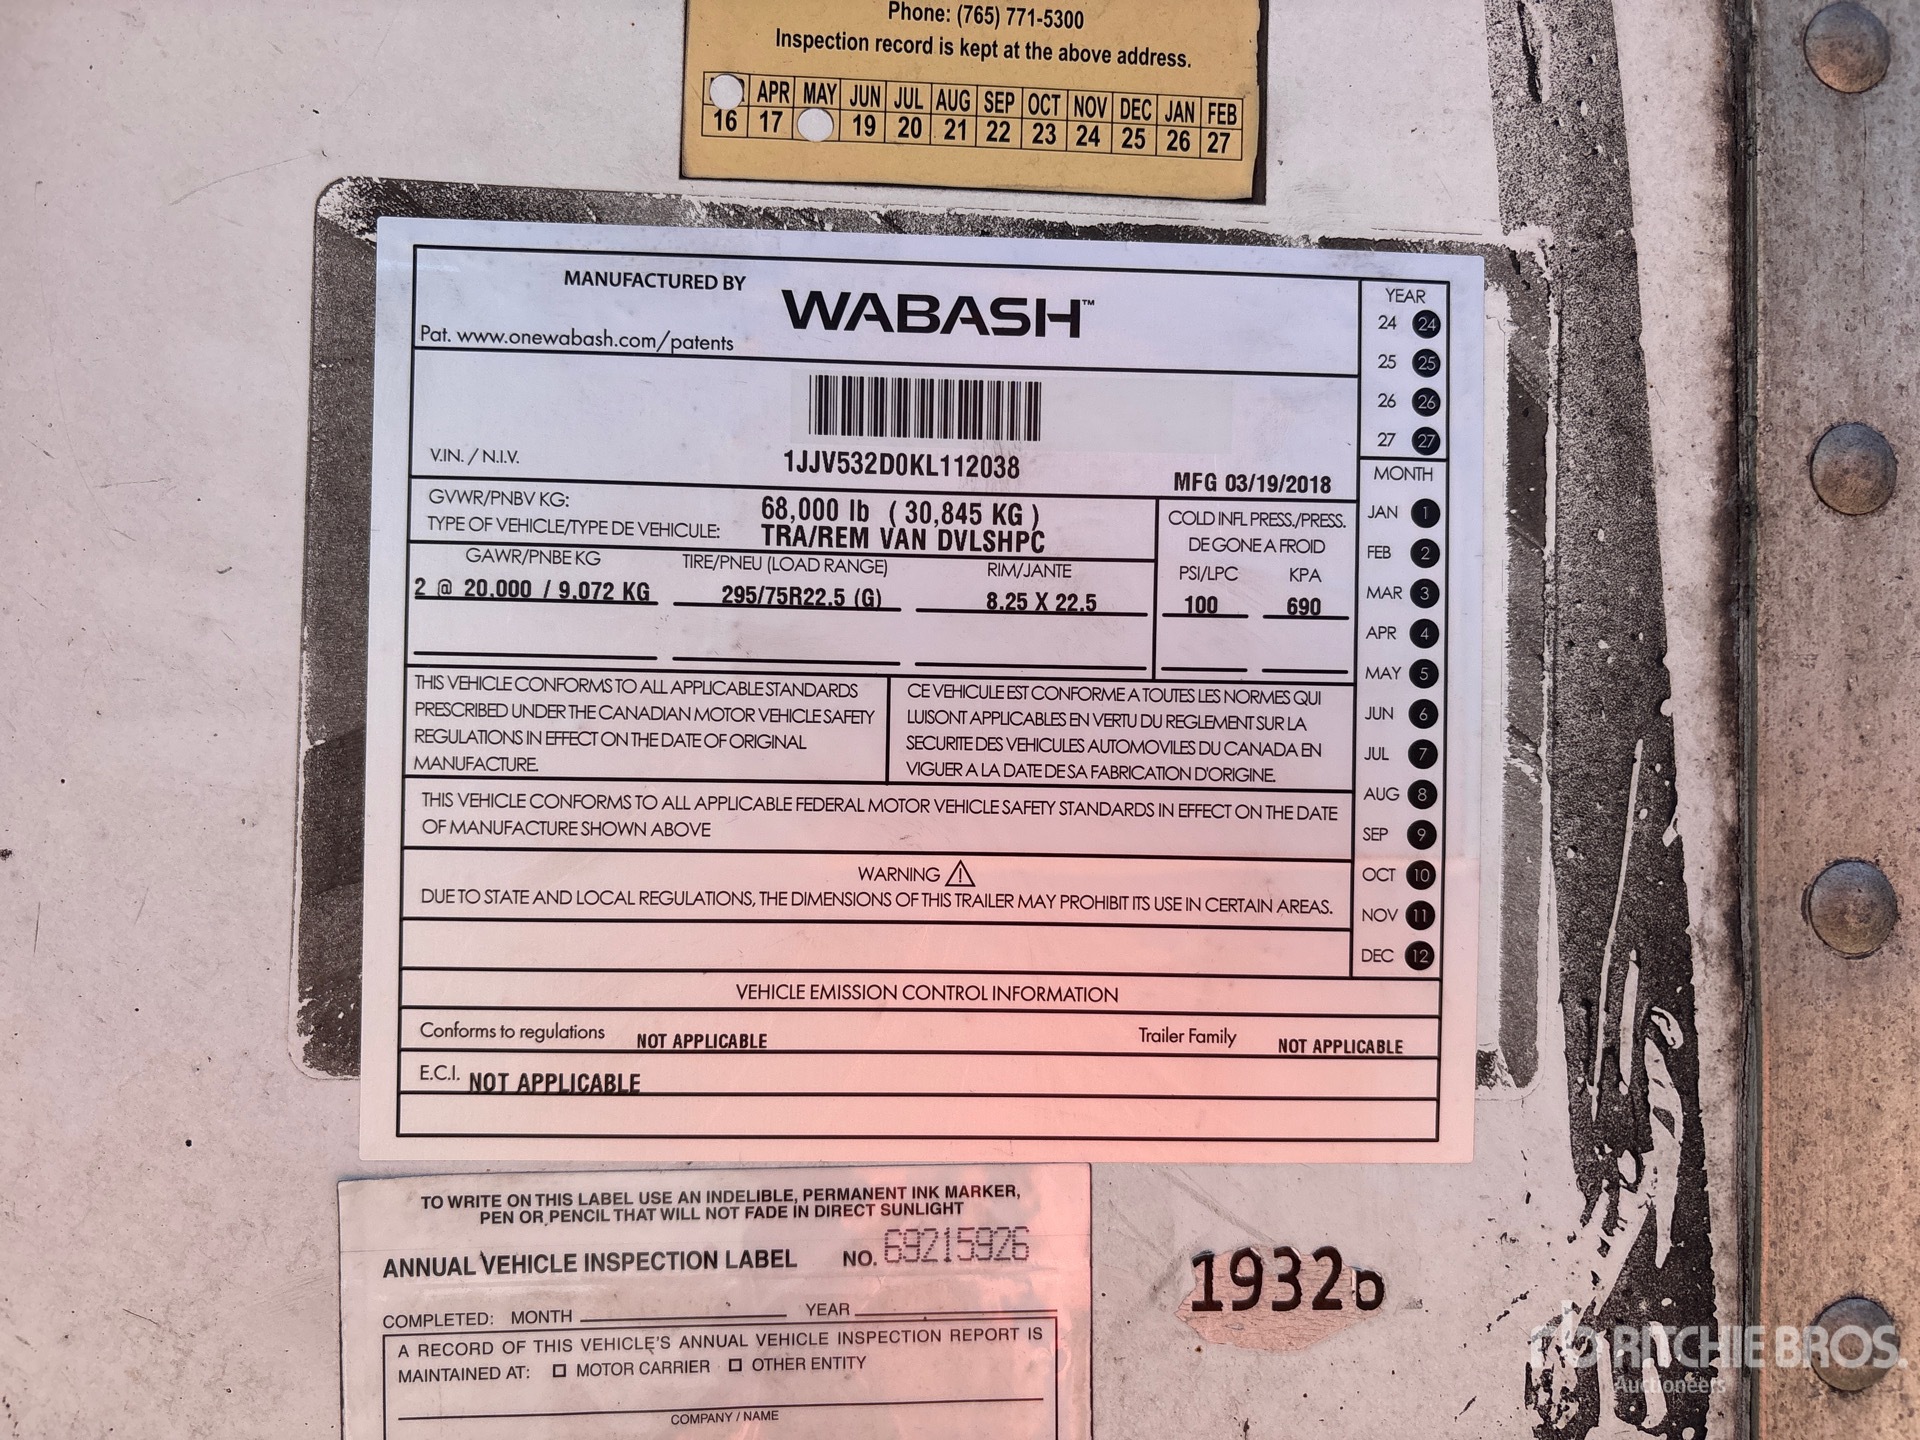 Phone: (765) 771-5300
Inspection record is kept at the above address.
APR MAY JUN JUL AUG SEP OCT NOV DEC JAN FEB
16 17 19 20 21 22 23 24 25 26 27
MANUFACTURED BY
WABASH™
Pat. www.onewabash.com/patents
V.IN. / N.I.V.
1JJV532D0KL112038
MFG 03/19/2018
GVWR/PNBV KG:
68,000 lb ( 30,845 KG )
TYPE OF VEHICLE/TYPE DE VEHICULE:
TRA/REM VAN DVLSHPC
COLD INFL PRESS./PRESS.
DE GONE A FROID
GAWR/PNBE KG TIRE/PNEU (LOAD RANGE) RIM/JANTE PSI/LPC KPA
2 @ 20,000 / 9,072 KG 295/75R22.5 (G) 8.25 X 22.5 100 690
THIS VEHICLE CONFORMS TO ALL APPLICABLE STANDARDS
PRESCRIBED UNDER THE CANADIAN MOTOR VEHICLE SAFETY
REGULATIONS IN EFFECT ON THE DATE OF ORIGINAL
MANUFACTURE.
CE VEHICULE EST CONFORME A TOUTES LES NORMES QUI
LUISONT APPLICABLES EN VERTU DU REGLEMENT SUR LA
SECURITE DES VEHICULES AUTOMOVILES DU CANADA EN
VIGUER A LA DATE DE SA FABRICATION D'ORIGINE.
THIS VEHICLE CONFORMS TO ALL APPLICABLE FEDERAL MOTOR VEHICLE SAFETY STANDARDS IN EFFECT ON THE DATE
OF MANUFACTURE SHOWN ABOVE
WARNING
DUE TO STATE AND LOCAL REGULATIONS, THE DIMENSIONS OF THIS TRAILER MAY PROHIBIT ITS USE IN CERTAIN AREAS.
YEAR
24 24
25 25
26 26
27 27
MONTH
JAN 1
FEB 2
MAR 3
APR 4
MAY 5
JUN 6
JUL 7
AUG 8
SEP 9
OCT 10
NOV 11
DEC 12
VEHICLE EMISSION CONTROL INFORMATION
Conforms to regulations NOT APPLICABLE Trailer Family NOT APPLICABLE
E.C.I. NOT APPLICABLE
TO WRITE ON THIS LABEL USE AN INDELIBLE, PERMANENT INK MARKER,
PEN OR PENCIL THAT WILL NOT FADE IN DIRECT SUNLIGHT
ANNUAL VEHICLE INSPECTION LABEL NO. 69215926
COMPLETED: MONTH YEAR
A RECORD OF THIS VEHICLE'S ANNUAL VEHICLE INSPECTION REPORT IS
MAINTAINED AT: MOTOR CARRIER OTHER ENTITY
COMPANY / NAME
RITCHIE BROS.
Auctioneers